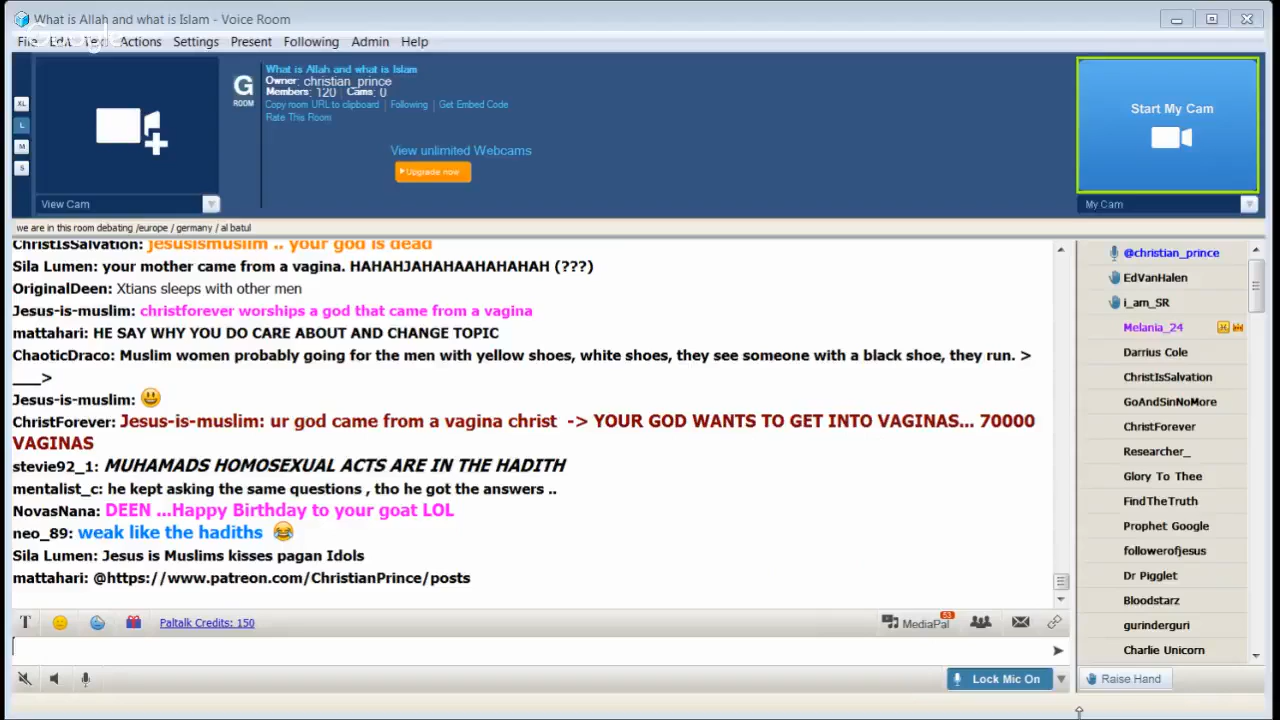 What is Allah and what is Islam - Voice Room
Google
File Edit Text Actions Settings Present Following Admin Help
What is Allah and what is Islam
Owner: christian_prince
G ROOM
Members: 120 Cams: 0
Copy room URL to clipboard | Following | Get Embed Code
Rate This Room
View unlimited Webcams
Upgrade now
Start My Cam
XL
L
M
S
View Cam
My Cam
we are in this room debating /europe / germany / al batul
ChristIsSalvation: jesusismuslim .. your god is dead
Sila Lumen: your mother came from a vagina. HAHAHJAHAHAAHAHAHAH (???)
OriginalDeen: Xtians sleeps with other men
Jesus-is-muslim: christforever worships a god that came from a vagina
mattahari: HE SAY WHY YOU DO CARE ABOUT AND CHANGE TOPIC
ChaoticDraco: Muslim women probably going for the men with yellow shoes, white shoes, they see someone with a black shoe, they run. >
___>
Jesus-is-muslim:
ChristForever: Jesus-is-muslim: ur god came from a vagina christ -> YOUR GOD WANTS TO GET INTO VAGINAS... 70000
VAGINAS
stevie92_1: MUHAMADS HOMOSEXUAL ACTS ARE IN THE HADITH
mentalist_c: he kept asking the same questions , tho he got the answers ..
NovasNana: DEEN ...Happy Birthday to your goat LOL
neo_89: weak like the hadiths
Sila Lumen: Jesus is Muslims kisses pagan Idols
mattahari: @https://www.patreon.com/ChristianPrince/posts
@christian_prince
EdVanHalen
i_am_SR
Melania_24
Darrius Cole
ChristIsSalvation
GoAndSinNoMore
ChristForever
Researcher_
Glory To Thee
FindTheTruth
Prophet Google
followerofjesus
Dr Pigglet
Bloodstarz
gurinderguri
Charlie Unicorn
T
Paltalk Credits: 150
MediaPal
53
Lock Mic On
Raise Hand